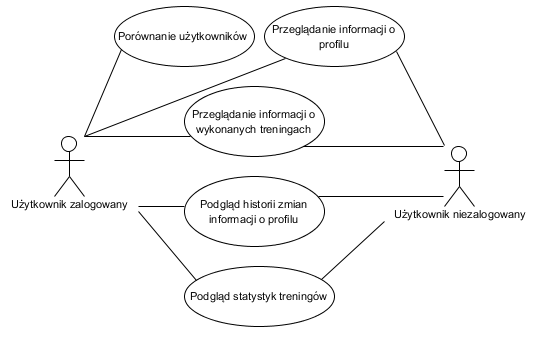 Porównanie użytkowników
Przeglądanie informacji o
profilu
Przeglądanie informacji o
wykonanych treningach
Użytkownik zalogowany
Podgląd historii zmian
informacji o profilu
Użytkownik niezalogowany
Podgląd statystyk treningów